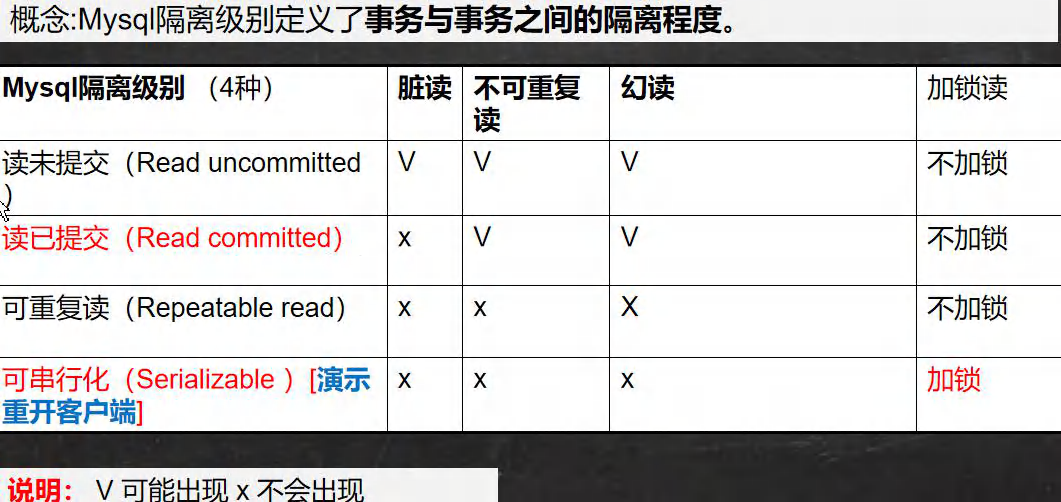 概念:Mysql隔离级别定义了事务与事务之间的隔离程度。
Mysql隔离级别 （4种） 脏读 不可重复读 幻读 加锁读
读未提交（Read uncommitted） V V V 不加锁
读已提交（Read committed） x V V 不加锁
可重复读（Repeatable read） x x X 不加锁
可串行化（Serializable ）[演示重开客户端] x x x 加锁
说明： V 可能出现 x 不会出现